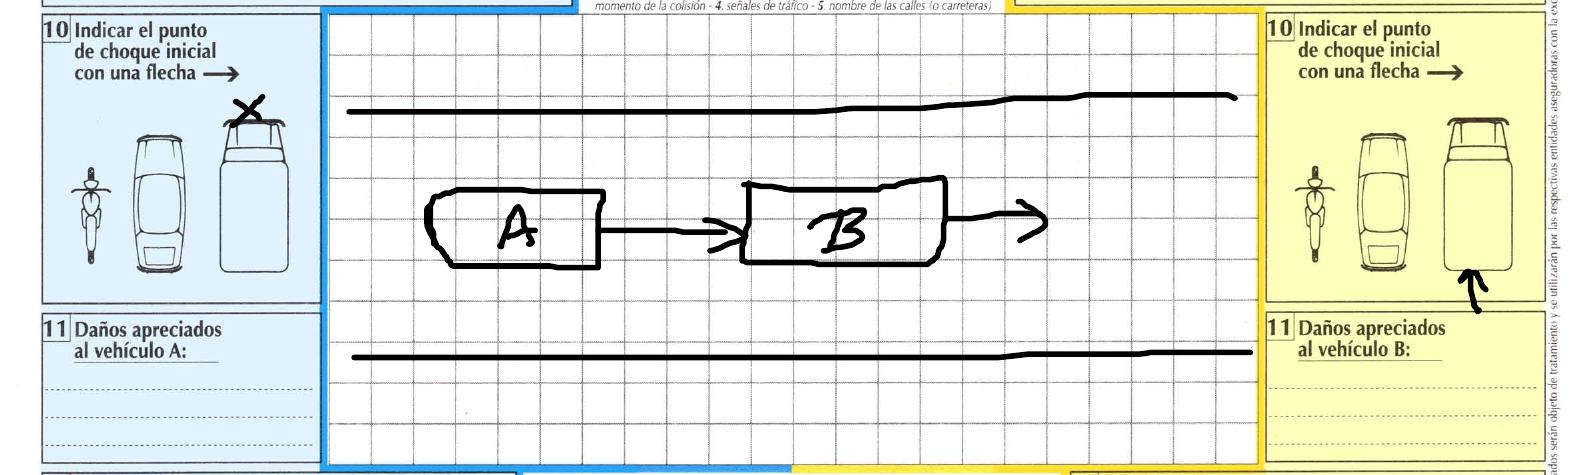 momento de la colisión - 4. señales de tráfico - 5. nombre de las calles (o carreteras)
10 Indicar el punto
de choque inicial
con una flecha →
11 Daños apreciados
al vehículo A:
A
B
10 Indicar el punto
de choque inicial
con una flecha →
11 Daños apreciados
al vehículo B:
ados serán objeto de tratamiento y se utilizarán por las respectivas entidades aseguradoras con la exc